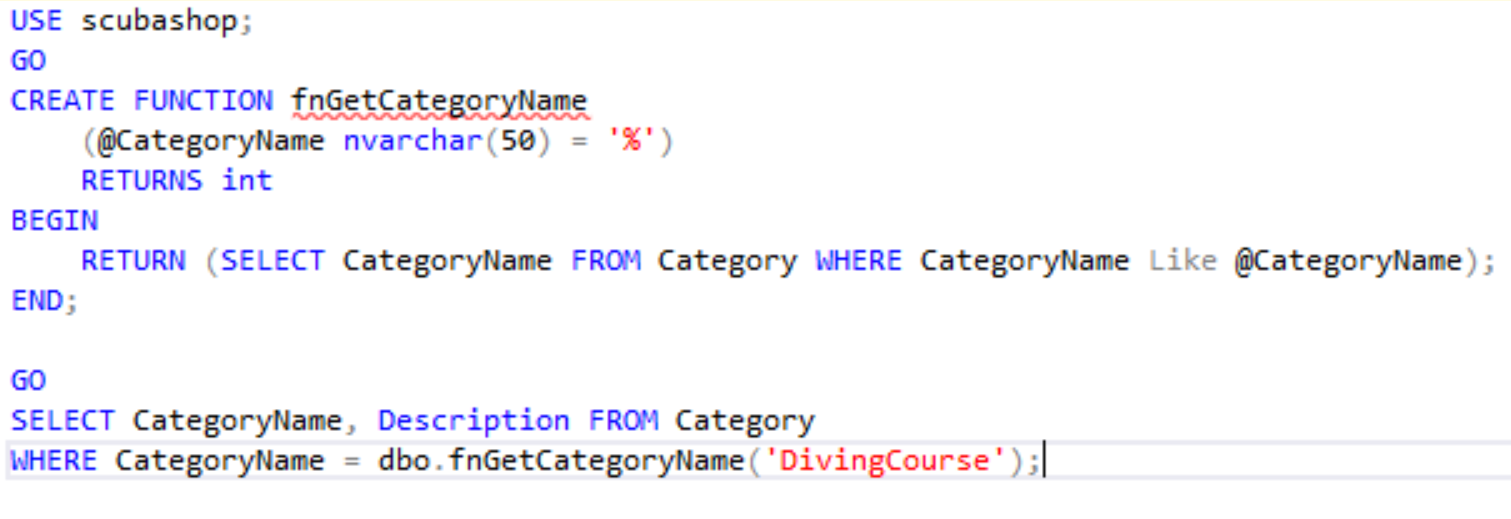 USE scubashop;
GO
CREATE FUNCTION fnGetCategoryName
(@CategoryName nvarchar(50) = '%')
RETURNS int
BEGIN
RETURN (SELECT CategoryName FROM Category WHERE CategoryName Like @CategoryName);
END;
GO
SELECT CategoryName, Description FROM Category
WHERE CategoryName = dbo.fnGetCategoryName('DivingCourse');